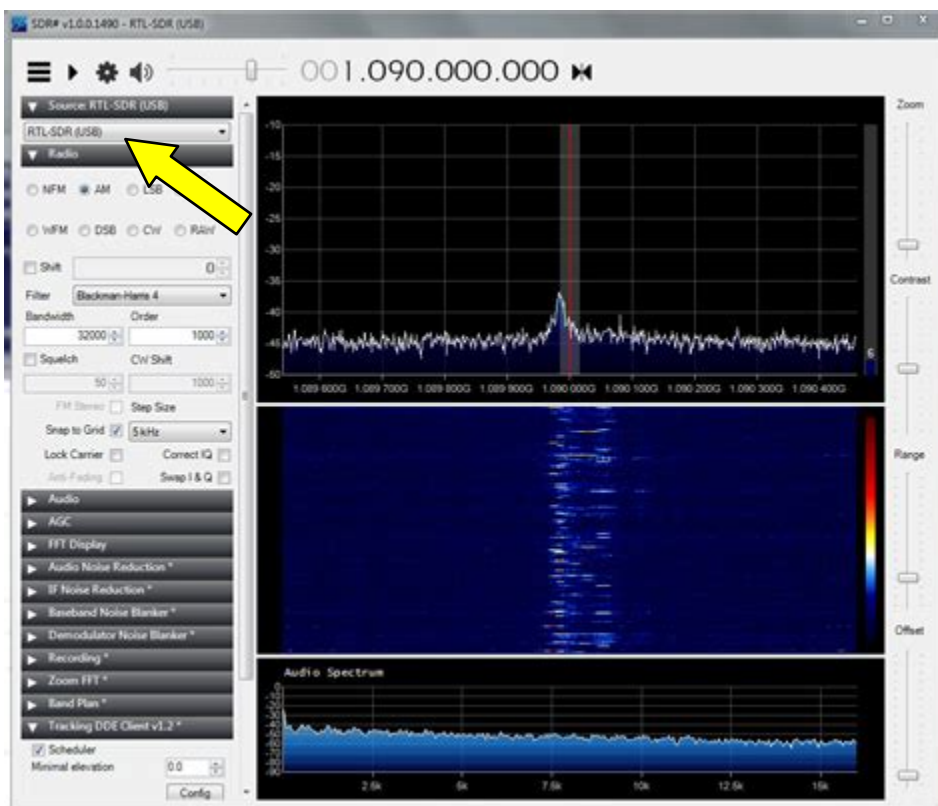 SDR# v1.0.0.1490 - RTL-SDR (USB)
001.090.000.000
Source: RTL-SDR (USB)
RTL-SDR (USB)
Radio
NFM AM LSB
WFM DSB CW RAW
Shift 0
Filter Blackman-Harris 4
Bandwidth Order
32000 1000
Squelch CW Shift
50 1000
FM Stereo Step Size
Snap to Grid 5 kHz
Lock Carrier Correct IQ
Anti-Fading Swap I & Q
Audio
AGC
FFT Display
Audio Noise Reduction *
IF Noise Reduction *
Baseband Noise Blanker *
Demodulator Noise Blanker *
Recording *
Zoom FFT *
Band Plan *
Tracking DDE Client v1.2 *
Scheduler
Minimal elevation 0.0
Config
-10
-15
-20
-25
-30
-35
-40
-45
-50
6
1.089 600G 1.089 700G 1.089 800G 1.089 900G 1.090 000G 1.090 100G 1.090 200G 1.090 300G 1.090 400G
Audio Spectrum
2.5k 5k 7.5k 10k 12.5k 15k
Zoom
Contrast
Range
Offset